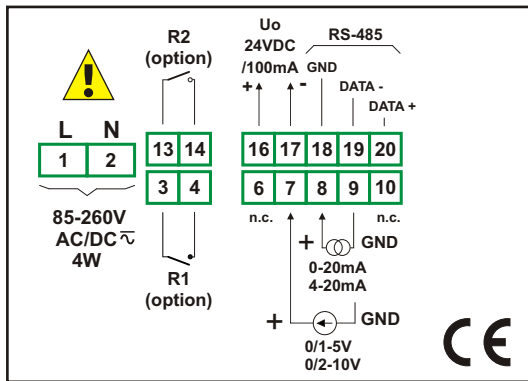 R2
(option)
Uo
24VDC
/100mA
RS-485
GND
DATA -
DATA +
+
-
L N
1 2
13 14
3 4
16 17 18 19 20
6 7 8 9 10
n.c.
n.c.
85-260V
AC/DC
4W
R1
(option)
+
GND
0-20mA
4-20mA
+
GND
0/1-5V
0/2-10V
CE